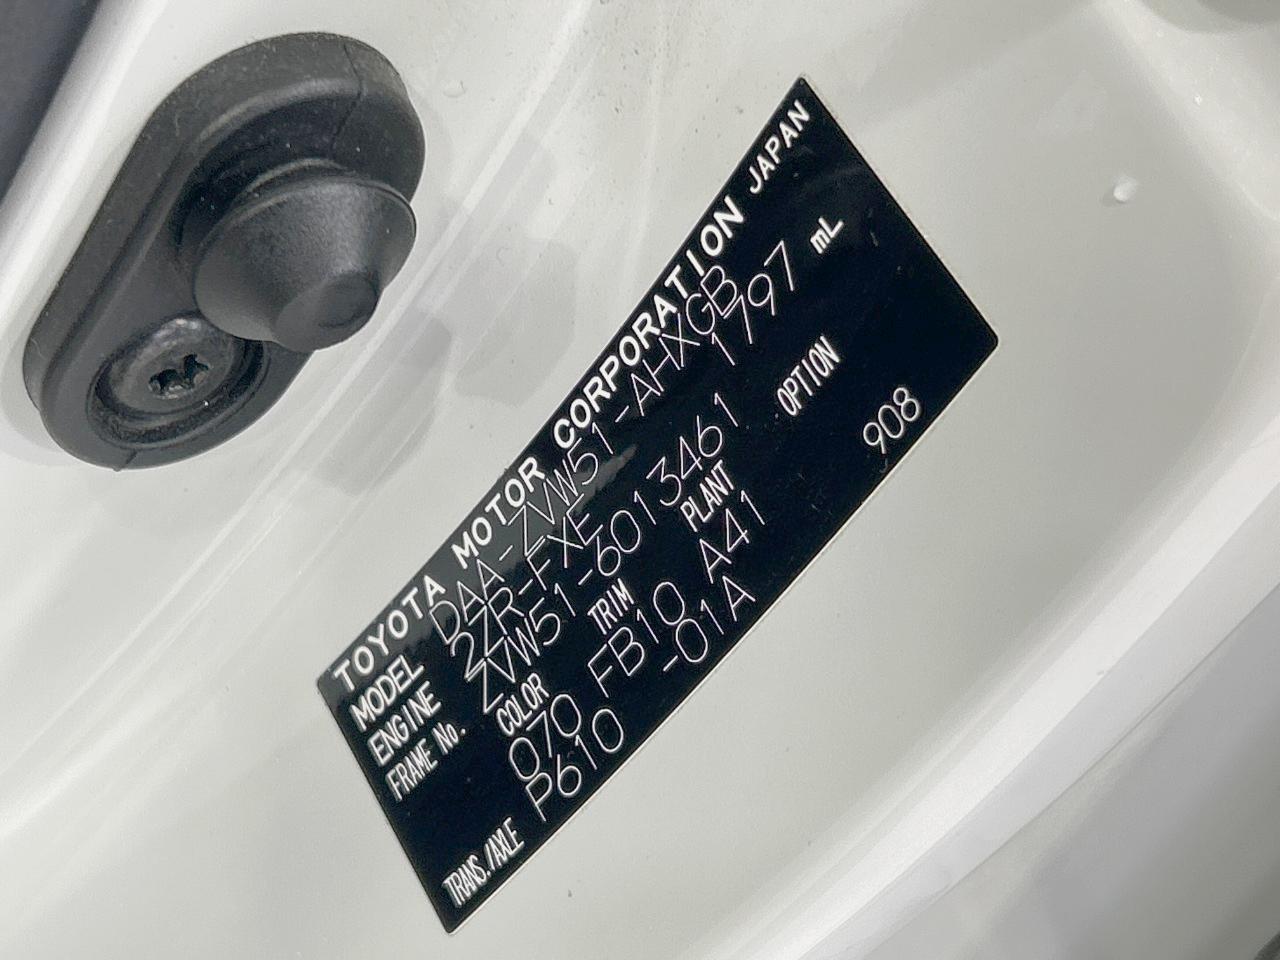 TOYOTA MOTOR CORPORATION JAPAN
MODEL DAA-ZVW51-AHXGB
ENGINE 2ZR-FXE 1797 mL
FRAME No. ZVW51-6013461
COLOR TRIM PLANT OPTION
070 FB10 A41 908
TRANS./AXLE P610 -01A